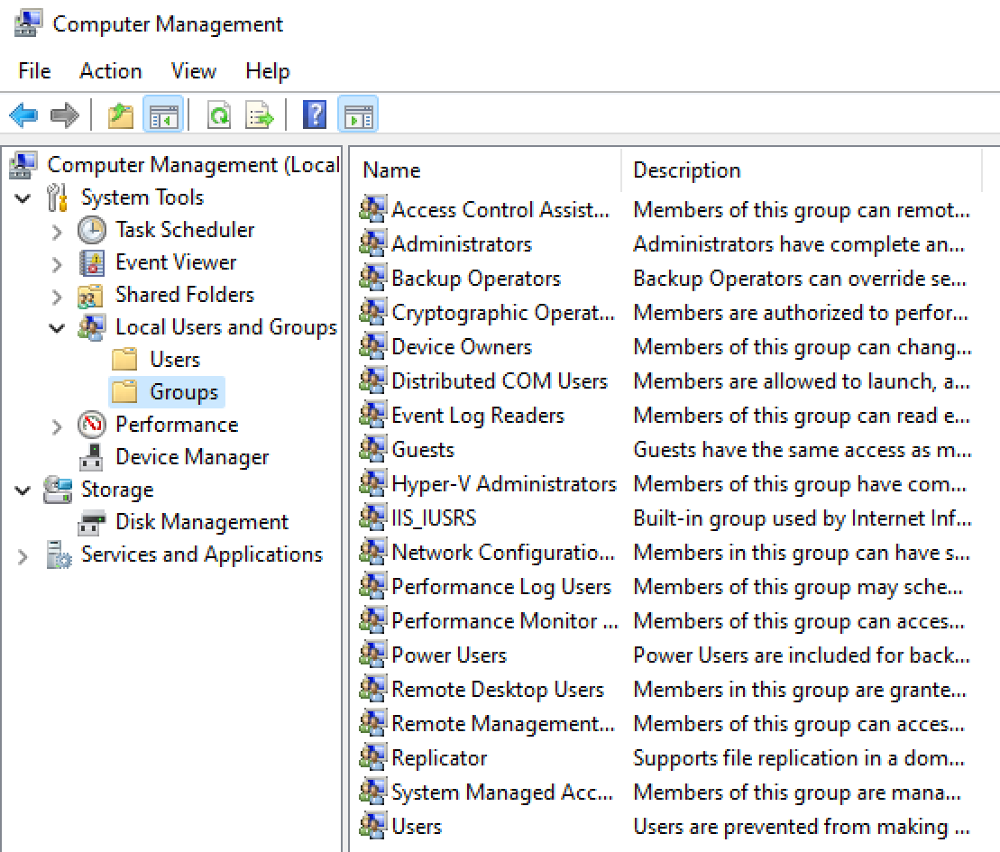 Computer Management
File Action View Help
Computer Management (Local
System Tools
Task Scheduler
Event Viewer
Shared Folders
Local Users and Groups
Users
Groups
Performance
Device Manager
Storage
Disk Management
Services and Applications
Name Description
Access Control Assist... Members of this group can remot...
Administrators Administrators have complete an...
Backup Operators Backup Operators can override se...
Cryptographic Operat... Members are authorized to perfor...
Device Owners Members of this group can chang...
Distributed COM Users Members are allowed to launch, a...
Event Log Readers Members of this group can read e...
Guests Guests have the same access as m...
Hyper-V Administrators Members of this group have com...
IIS_IUSRS Built-in group used by Internet Inf...
Network Configuratio... Members in this group can have s...
Performance Log Users Members of this group may sche...
Performance Monitor ... Members of this group can acces...
Power Users Power Users are included for back...
Remote Desktop Users Members in this group are grante...
Remote Management... Members of this group can acces...
Replicator Supports file replication in a dom...
System Managed Acc... Members of this group are mana...
Users Users are prevented from making ...